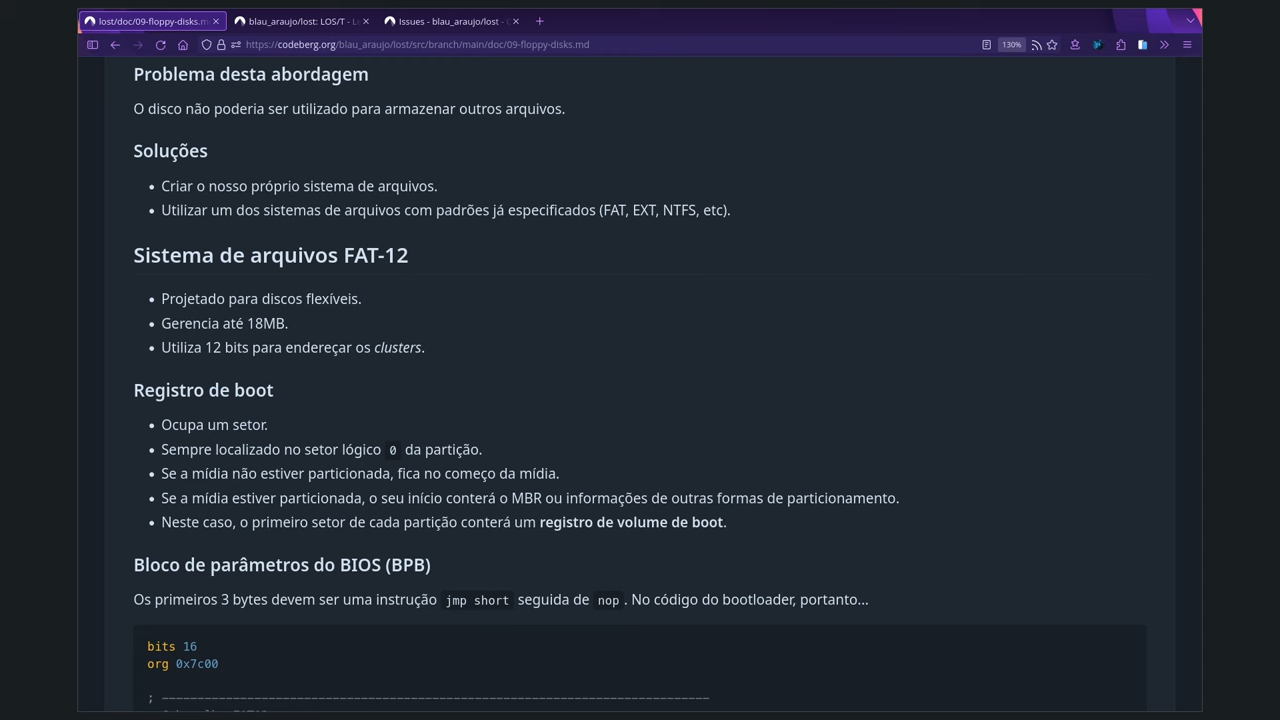 lost/doc/09-floppy-disks.m
blau_araujo/lost: LOS/T - L
Issues - blau_araujo/lost -
https://codeberg.org/blau_araujo/lost/src/branch/main/doc/09-floppy-disks.md
130%
Problema desta abordagem
O disco não poderia ser utilizado para armazenar outros arquivos.
Soluções
• Criar o nosso próprio sistema de arquivos.
• Utilizar um dos sistemas de arquivos com padrões já especificados (FAT, EXT, NTFS, etc).
Sistema de arquivos FAT-12
• Projetado para discos flexíveis.
• Gerencia até 18MB.
• Utiliza 12 bits para endereçar os clusters.
Registro de boot
• Ocupa um setor.
• Sempre localizado no setor lógico 0 da partição.
• Se a mídia não estiver particionada, fica no começo da mídia.
• Se a mídia estiver particionada, o seu início conterá o MBR ou informações de outras formas de particionamento.
• Neste caso, o primeiro setor de cada partição conterá um registro de volume de boot.
Bloco de parâmetros do BIOS (BPB)
Os primeiros 3 bytes devem ser uma instrução jmp short seguida de nop. No código do bootloader, portanto...
bits 16
org 0x7c00
; -----------------------------------------------------------------------------